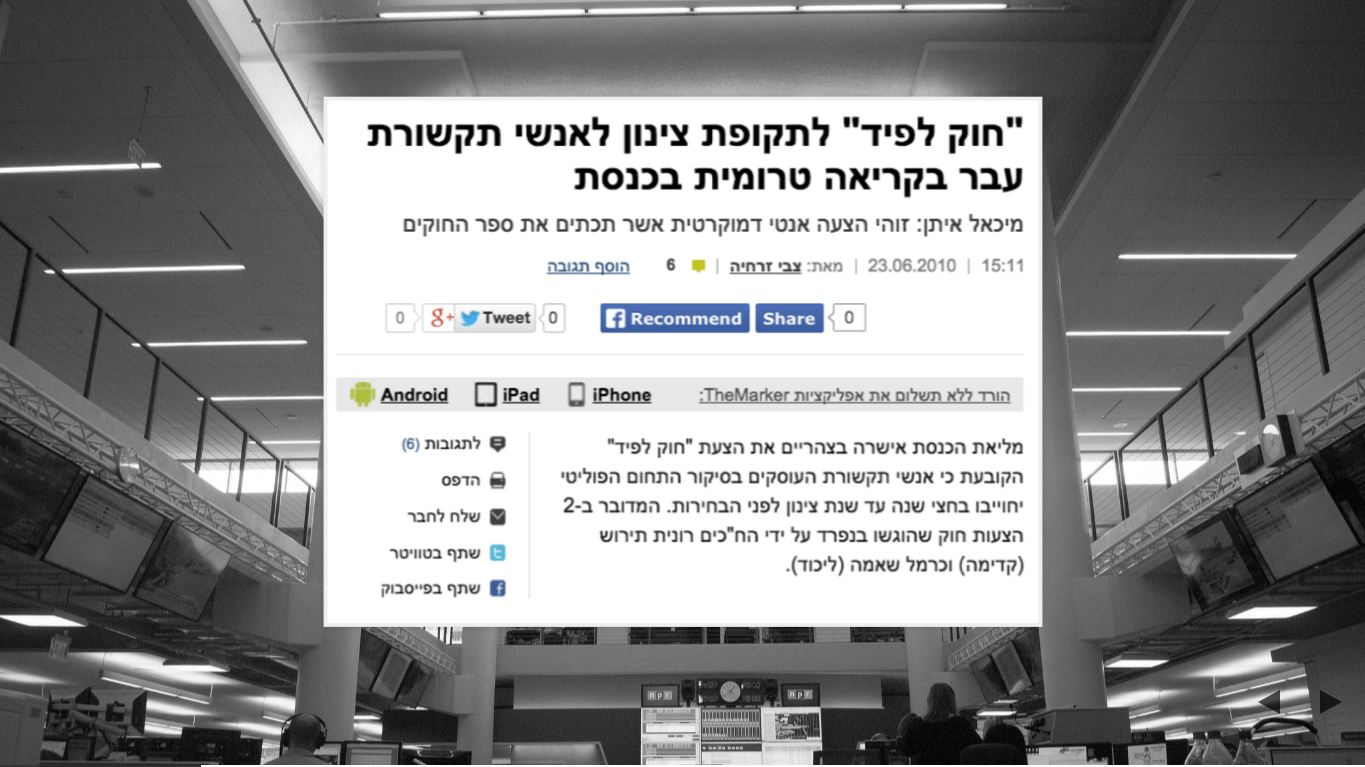 "חוק לפיד" לתקופת צינון לאנשי תקשורת
עבר בקריאה טרומית בכנסת
מיכאל איתן: זוהי הצעה אנטי דמוקרטית אשר תכתים את ספר החוקים
15:11 | 23.06.2010 | מאת: צבי זרחיה | 6 הוסף תגובה
0 g+ Tweet 0 Recommend Share 0
הורד ללא תשלום את אפליקציות TheMarker: iPhone iPad Android
מליאת הכנסת אישרה בצהריים את הצעת "חוק לפיד"
הקובעת כי אנשי תקשורת העוסקים בסיקור התחום הפוליטי
יחוייבו בחצי שנה עד שנת צינון לפני הבחירות. המדובר ב-2
הצעות חוק שהוגשו בנפרד על ידי הח"כים רונית תירוש
(קדימה) וכרמל שאמה (ליכוד).
לתגובות (6)
הדפס
שלח לחבר
שתף בטוויטר
שתף בפייסבוק
npr npr